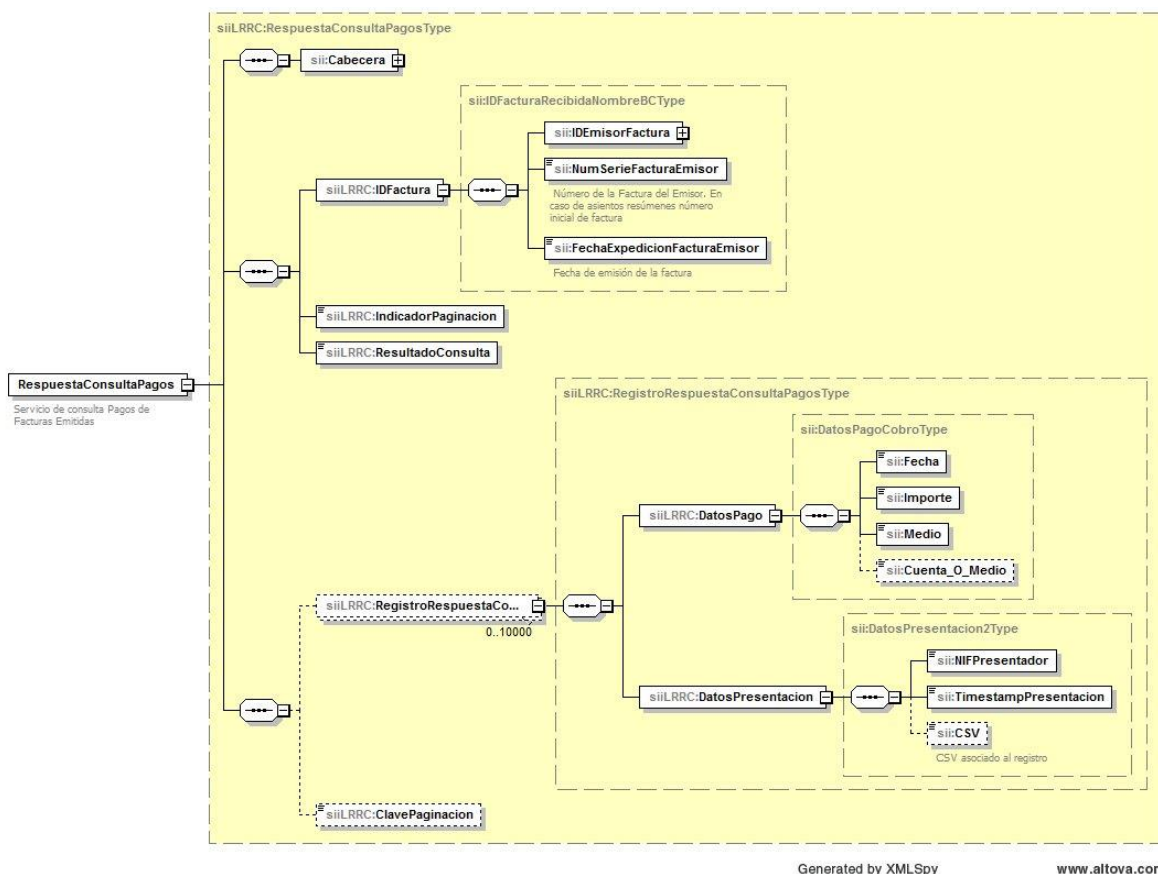 siiLRRC:RespuestaConsultaPagosType
sii:Cabecera
sii:IDFacturaRecibidaNombreBCType
sii:IDEmisorFactura
siiLRRC:IDFactura
sii:NumSerieFacturaEmisor
Número de la Factura del Emisor. En
caso de asientos resúmenes número
inicial de factura
sii:FechaExpedicionFacturaEmisor
Fecha de emisión de la factura
siiLRRC:IndicadorPaginacion
siiLRRC:ResultadoConsulta
RespuestaConsultaPagos
Servicio de consulta Pagos de
Facturas Emitidas
siiLRRC:RegistroRespuestaConsultaPagosType
sii:DatosPagoCobroType
sii:Fecha
sii:Importe
siiLRRC:DatosPago
sii:Medio
sii:Cuenta_O_Medio
siiLRRC:RegistroRespuestaCo...
0..10000
sii:DatosPresentacion2Type
sii:NIFPresentador
siiLRRC:DatosPresentacion
sii:TimestampPresentacion
sii:CSV
CSV asociado al registro
siiLRRC:ClavePaginacion
Generated by XMLSpy
www.altova.com